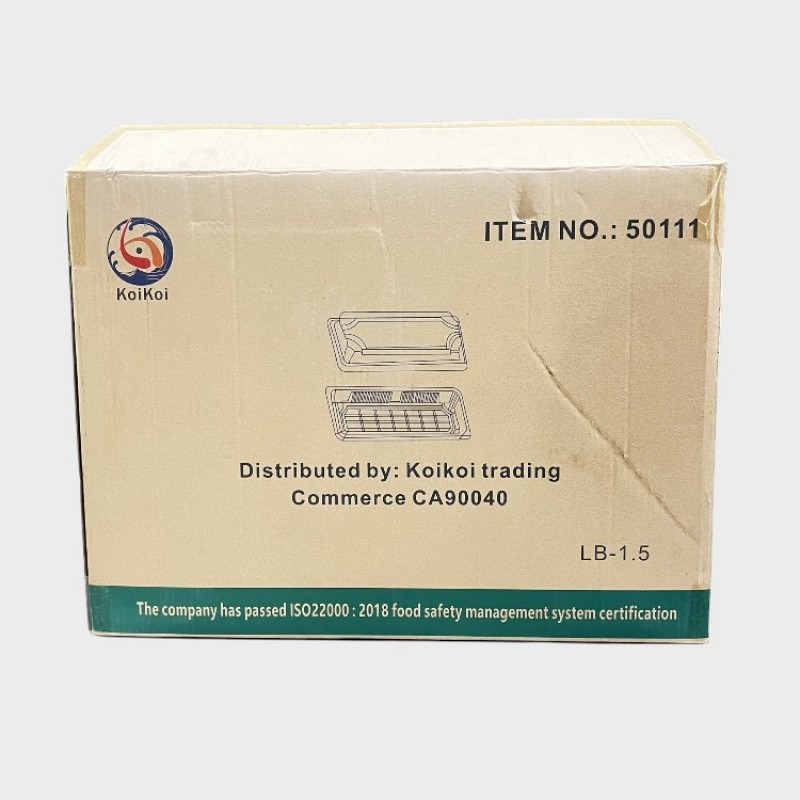 KoiKoi
ITEM NO.: 50111
Distributed by: Koikoi trading
Commerce CA90040
LB-1.5
The company has passed ISO22000 : 2018 food safety management system certification